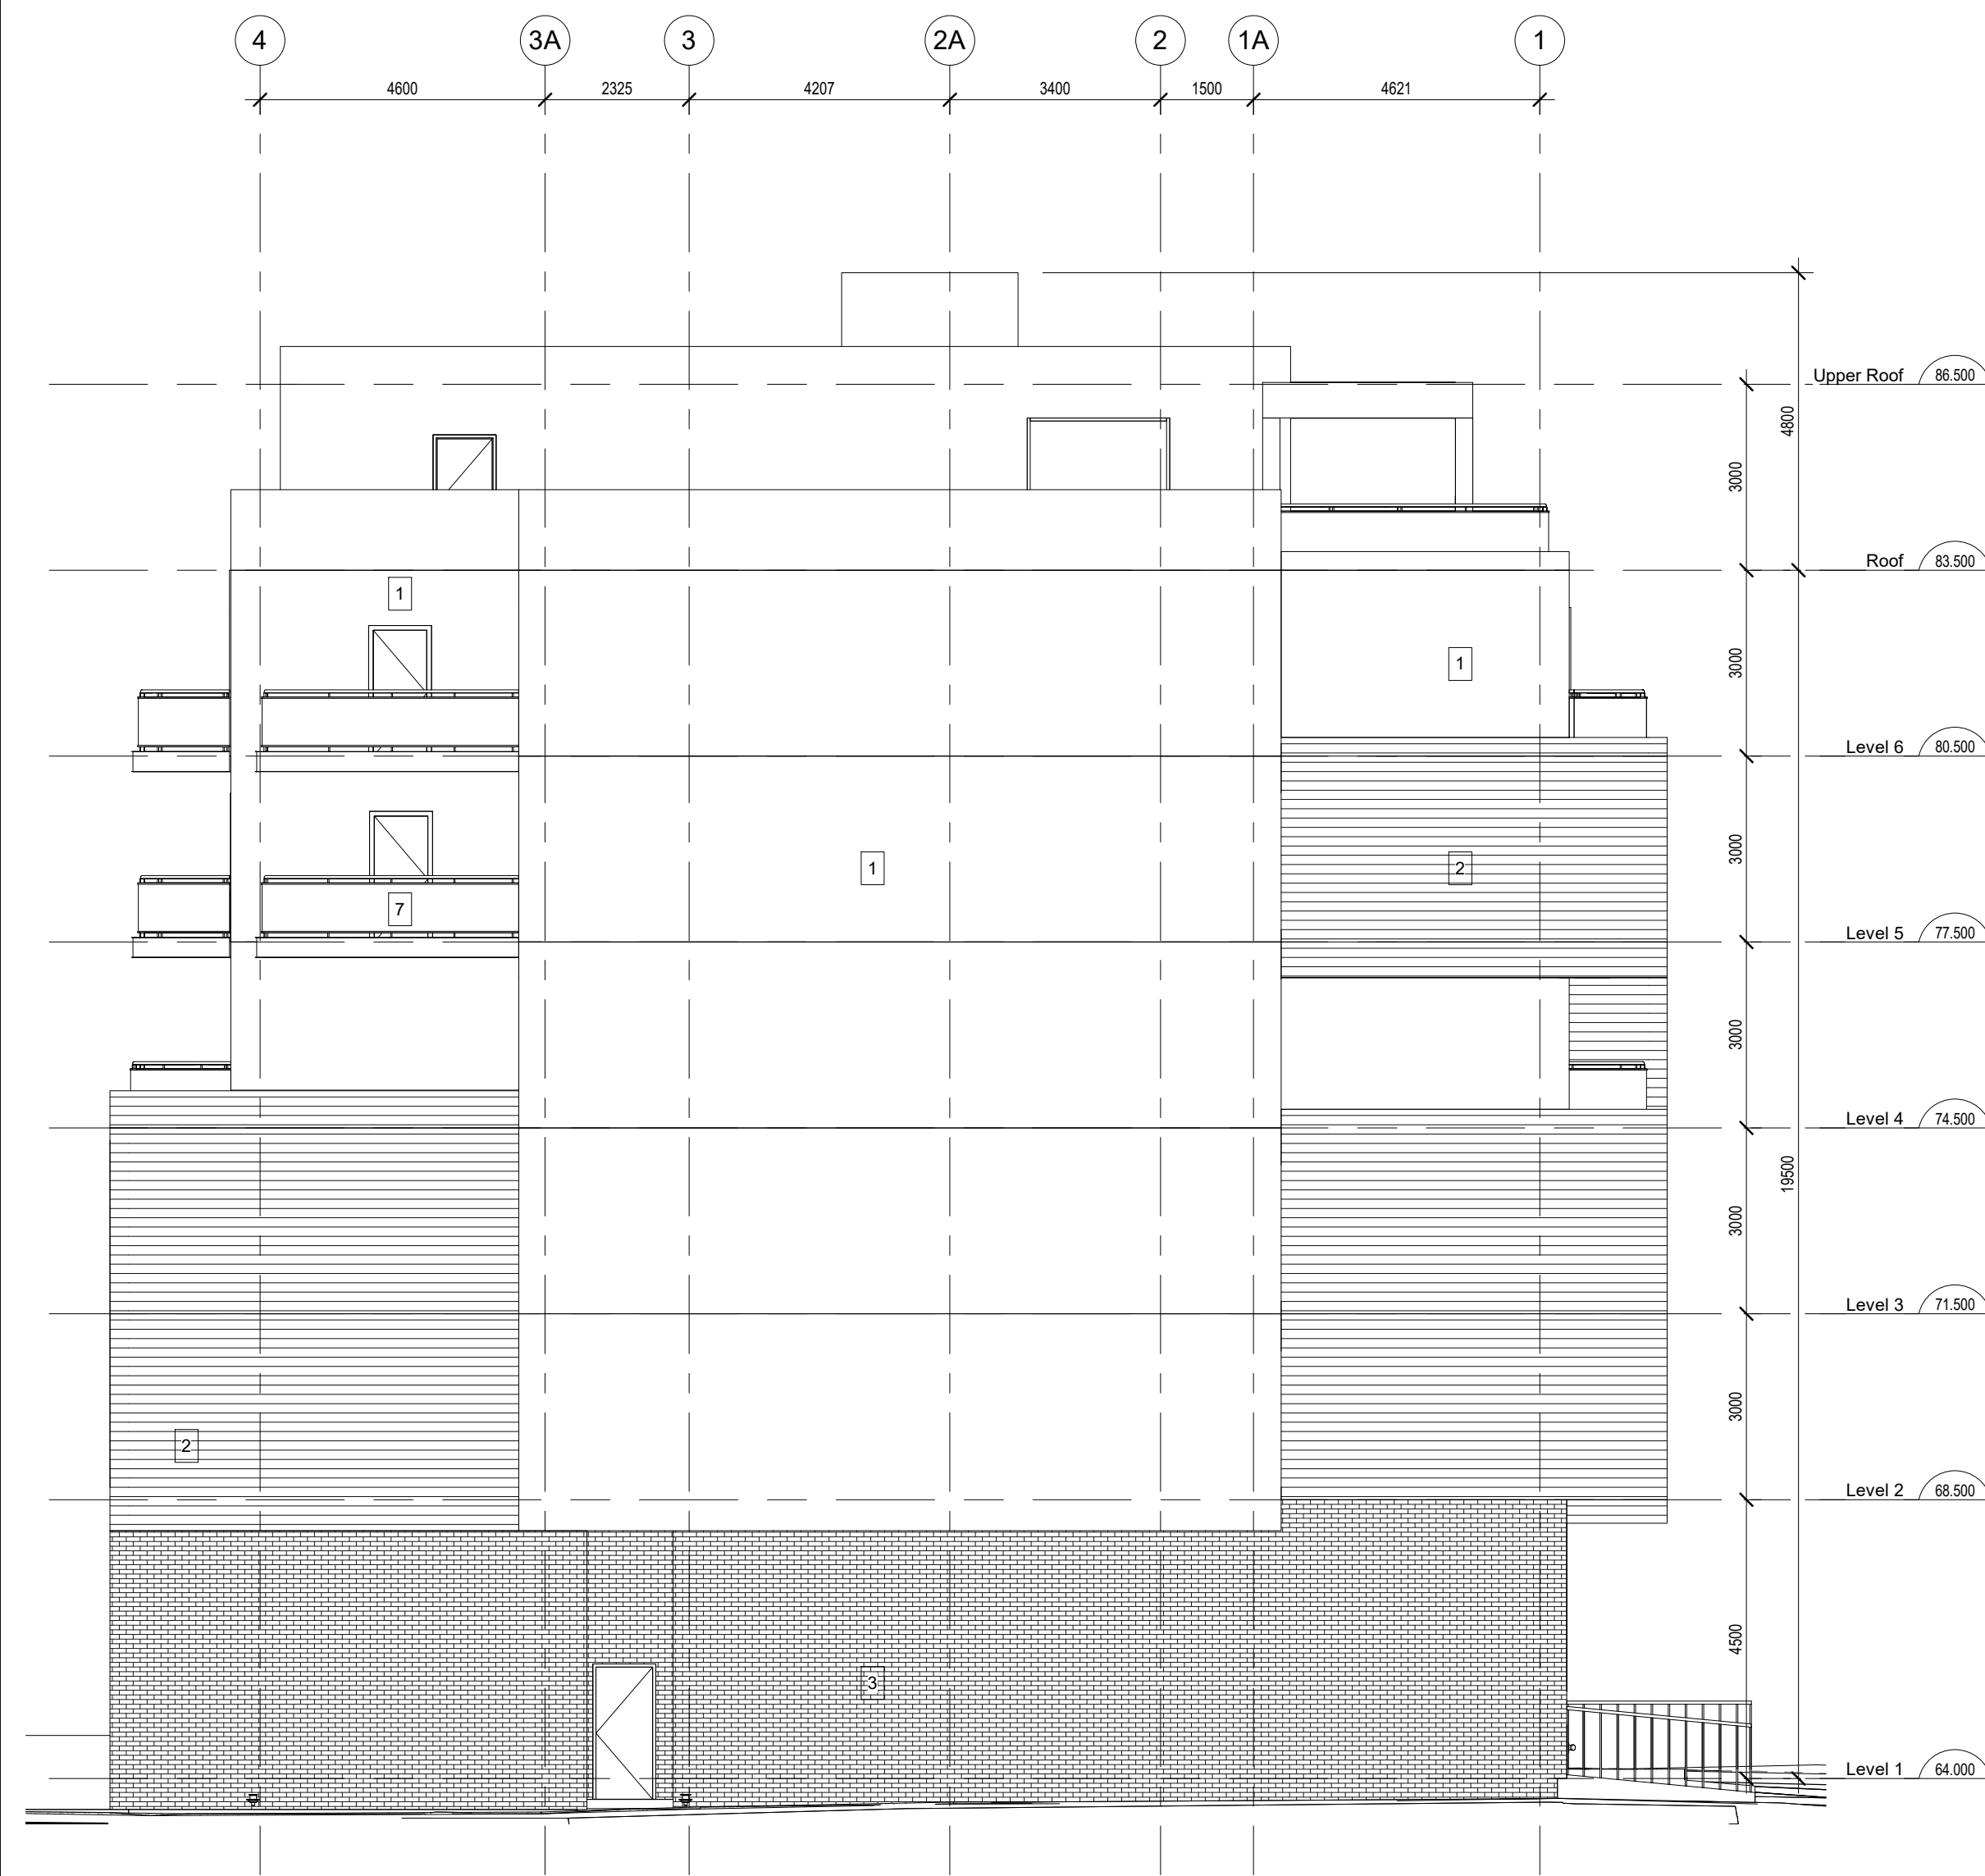 4 3A 3 2A 2 1A 1
4600 2325 4207 3400 1500 4621
Upper Roof 86.500
4800
3000
Roof 83.500
1
3000
1
Level 6 80.500
3000
1
2
7
Level 5 77.500
3000
Level 4 74.500
19500
3000
Level 3 71.500
3000
2
Level 2 68.500
4500
3
Level 1 64.000